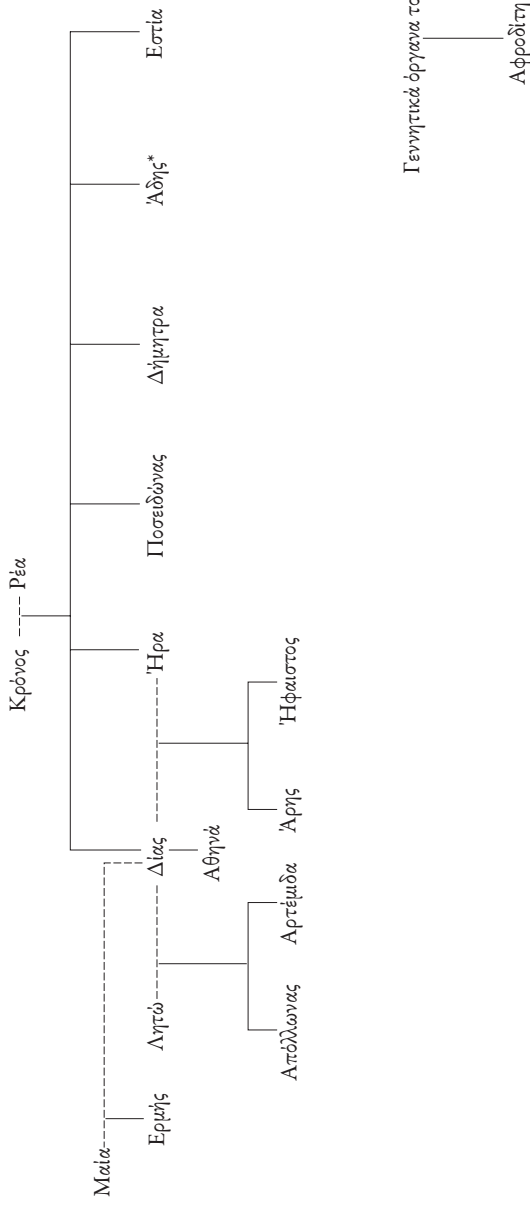 Κρόνος Ρέα
Μαία Δίας Ήρα Ποσειδώνας Δήμητρα Άδης* Εστία
Ερμής Λητώ
Αθηνά
Απόλλωνας Αρτέμιδα Άρης Ήφαιστος
Γεννητικά όργανα
Αφροδίτη